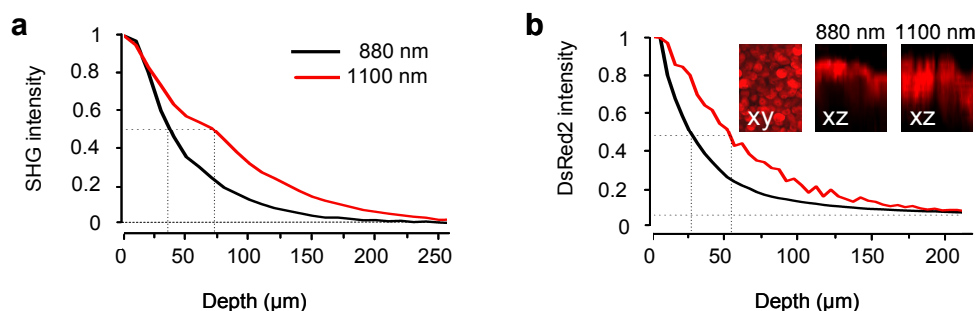 a
SHG intensity
1
0.8
0.6
0.4
0.2
0
0 50 100 150 200 250
Depth (µm)
880 nm
1100 nm
b
DsRed2 intensity
1
0.8
0.6
0.4
0.2
0
0 50 100 150 200
Depth (µm)
880 nm 1100 nm
xy xz xz